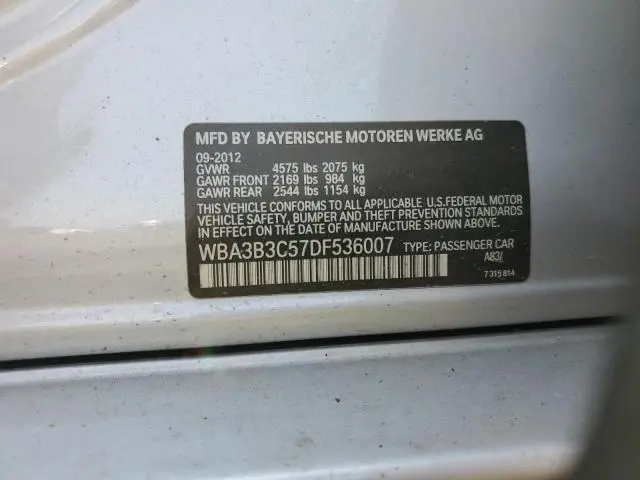 MFD BY BAYERISCHE MOTOREN WERKE AG
09-2012
GVWR 4575 lbs 2075 kg
GAWR FRONT 2169 lbs 984 kg
GAWR REAR 2544 lbs 1154 kg
THIS VEHICLE CONFORMS TO ALL APPLICABLE U.S.FEDERAL MOTOR
VEHICLE SAFETY, BUMPER AND THEFT PREVENTION STANDARDS
IN EFFECT ON THE DATE OF MANUFACTURE SHOWN ABOVE.
WBA3B3C57DF536007 TYPE: PASSENGER CAR
A83/
7 315 814